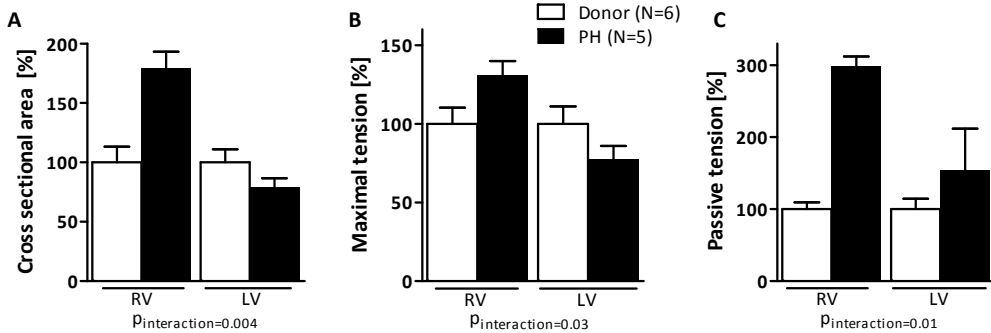 A
Cross sectional area [%]
200
150
100
50
0
RV
LV
pinteraction=0.004
B
Donor (N=6)
PH (N=5)
Maximal tension [%]
150
100
50
0
RV
LV
pinteraction=0.03
C
Passive tension [%]
300
200
100
0
RV
LV
pinteraction=0.01